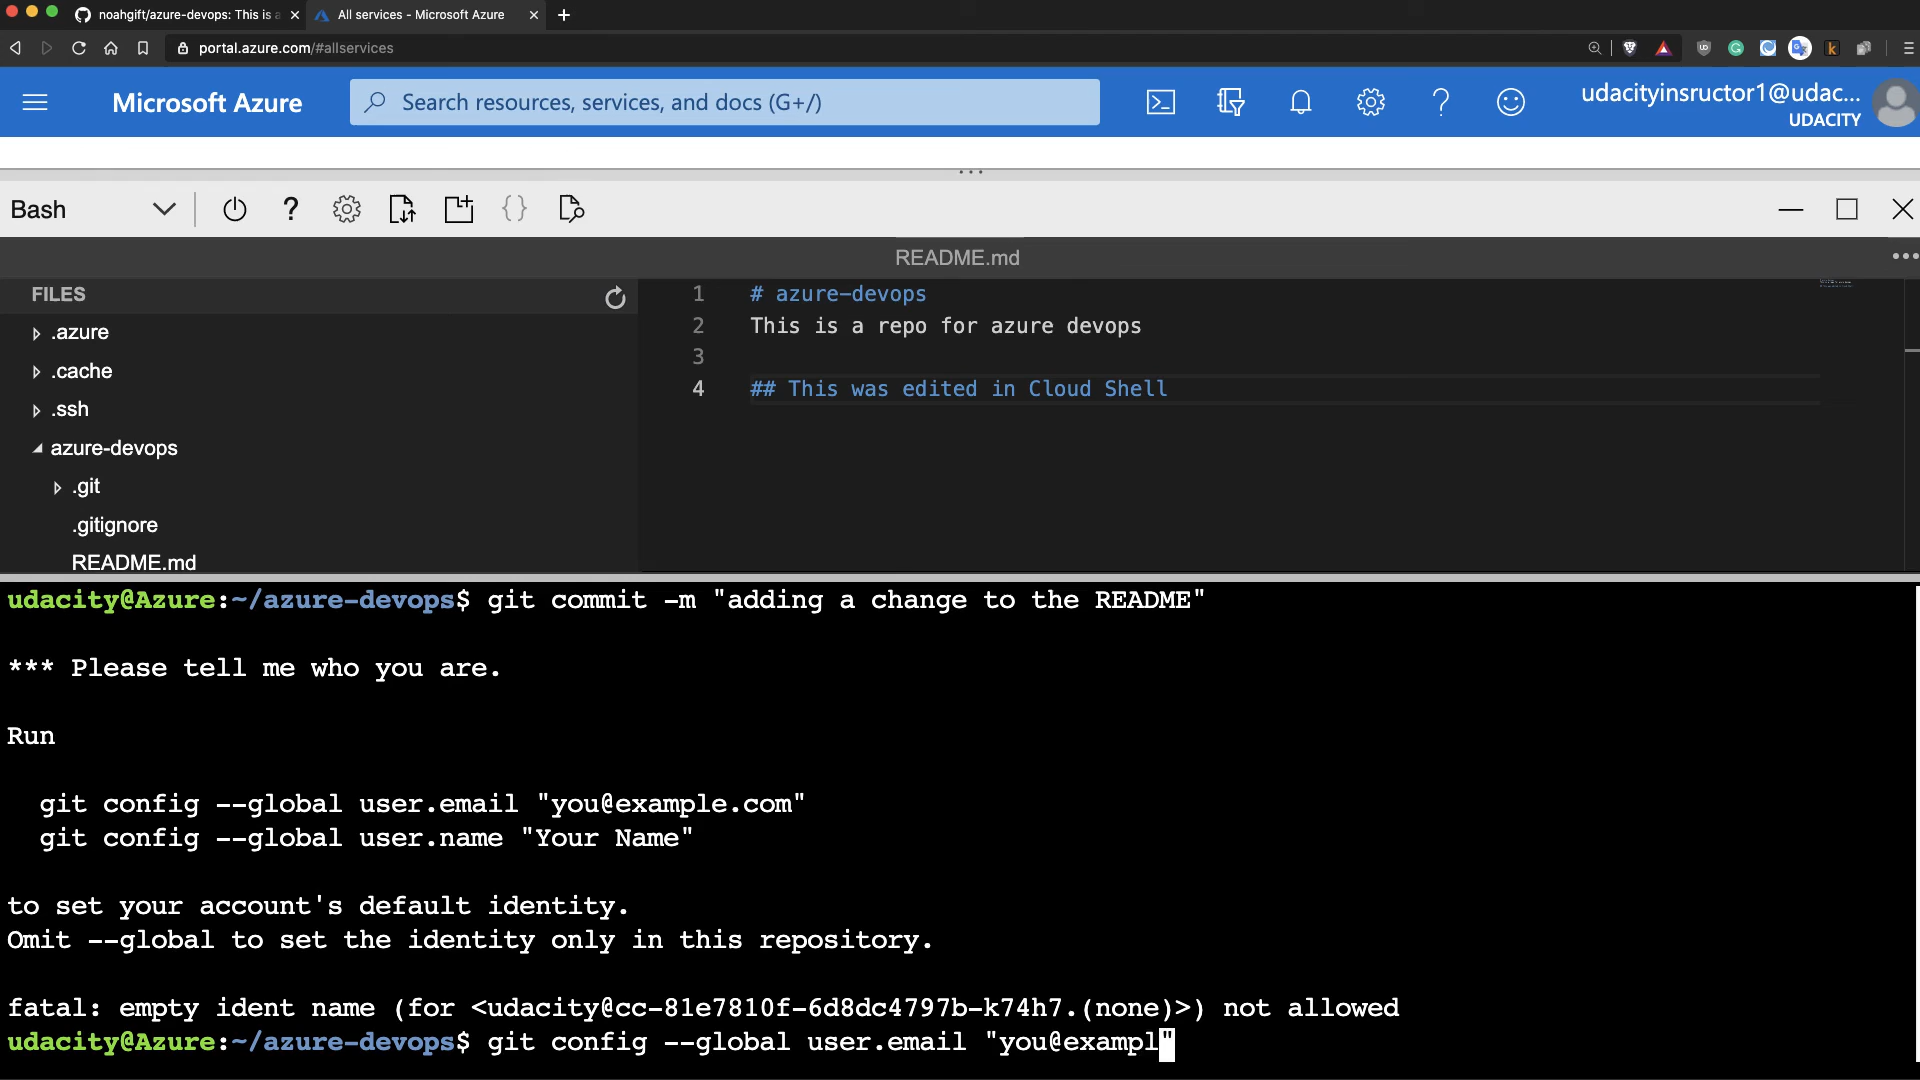 noahgift/azure-devops: This is a
All services - Microsoft Azure
portal.azure.com/#allservices
Microsoft Azure
Search resources, services, and docs (G+/)
udacityinsructor1@udac...
UDACITY
Bash
README.md
FILES
.azure
.cache
.ssh
azure-devops
.git
.gitignore
README.md
1 # azure-devops
2 This is a repo for azure devops
3
4 ## This was edited in Cloud Shell
udacity@Azure:~/azure-devops$ git commit -m "adding a change to the README"
*** Please tell me who you are.
Run
git config --global user.email "you@example.com"
git config --global user.name "Your Name"
to set your account's default identity.
Omit --global to set the identity only in this repository.
fatal: empty ident name (for <udacity@cc-81e7810f-6d8dc4797b-k74h7.(none)>) not allowed
udacity@Azure:~/azure-devops$ git config --global user.email "you@exampl"